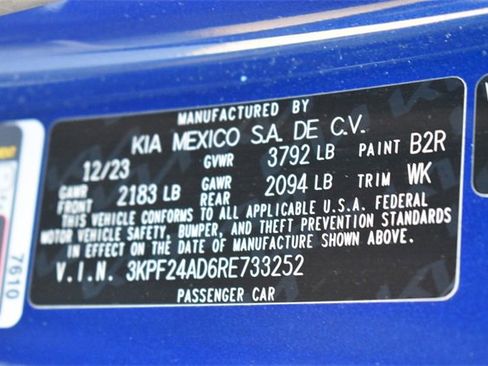 MANUFACTURED BY
KIA MEXICO S.A. DE C.V.
12/23 GVWR 3792 LB PAINT B2R
GAWR FRONT 2183 LB GAWR REAR 2094 LB TRIM WK
THIS VEHICLE CONFORMS TO ALL APPLICABLE U.S.A. FEDERAL
MOTOR VEHICLE SAFETY, BUMPER, AND THEFT PREVENTION STANDARDS
IN EFFECT ON THE DATE OF MANUFACTURE SHOWN ABOVE.
V.I.N. 3KPF24AD6RE733252
PASSENGER CAR
7610